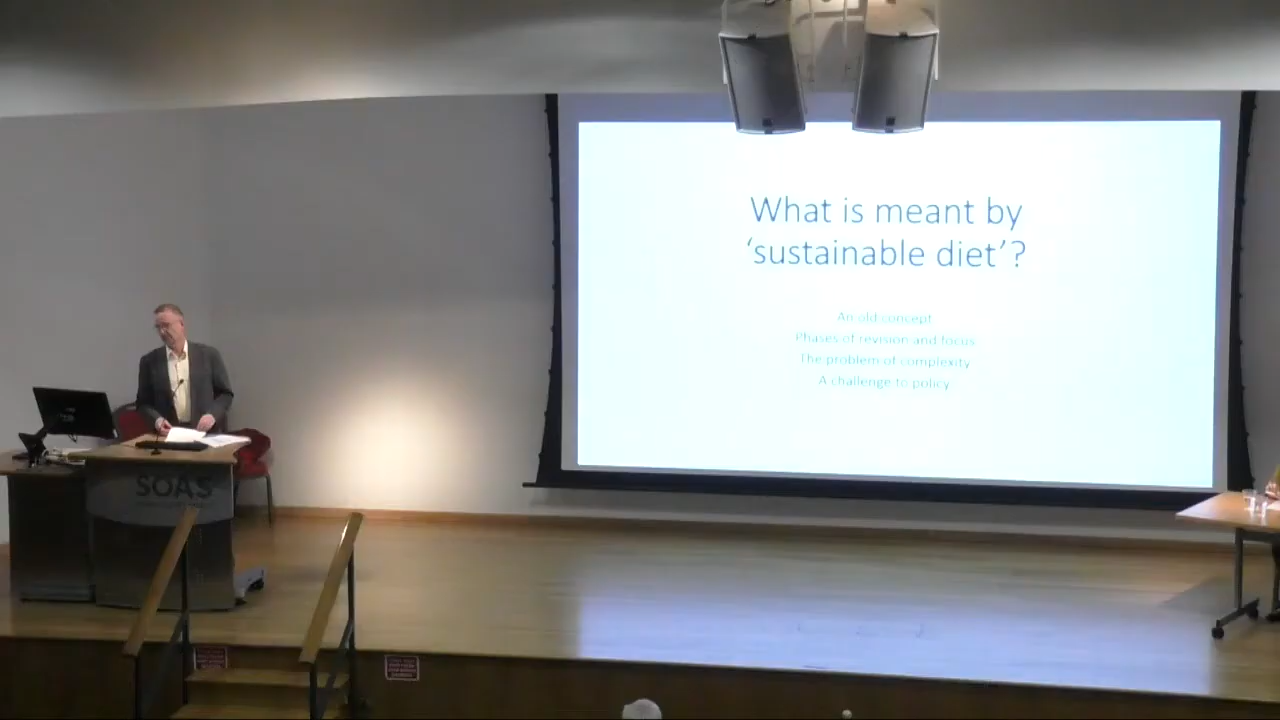 What is meant by
‘sustainable diet’?
An old concept
Phases of revision and focus
The problem of complexity
A challenge to policy
SOAS